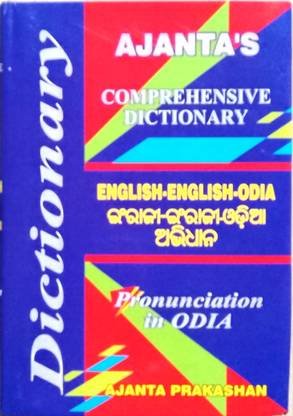 Dictionary
AJANTA'S
COMPREHENSIVE
DICTIONARY
ENGLISH-ENGLISH-ODIA
ଇଂରାଜୀ-ଇଂରାଜୀ-ଓଡ଼ିଆ
ଅଭିଧାନ
Pronunciation
in ODIA
AJANTA PRAKASHAN